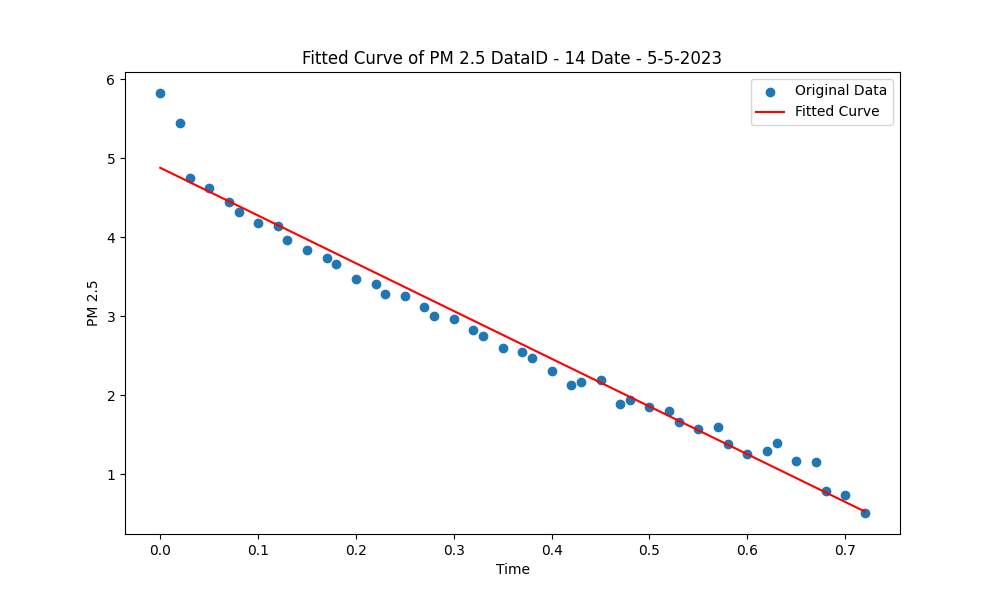 Fitted Curve of PM 2.5 DataID - 14 Date - 5-5-2023
Original Data
Fitted Curve
6
5
4
3
2
1
PM 2.5
0.0 0.1 0.2 0.3 0.4 0.5 0.6 0.7
Time